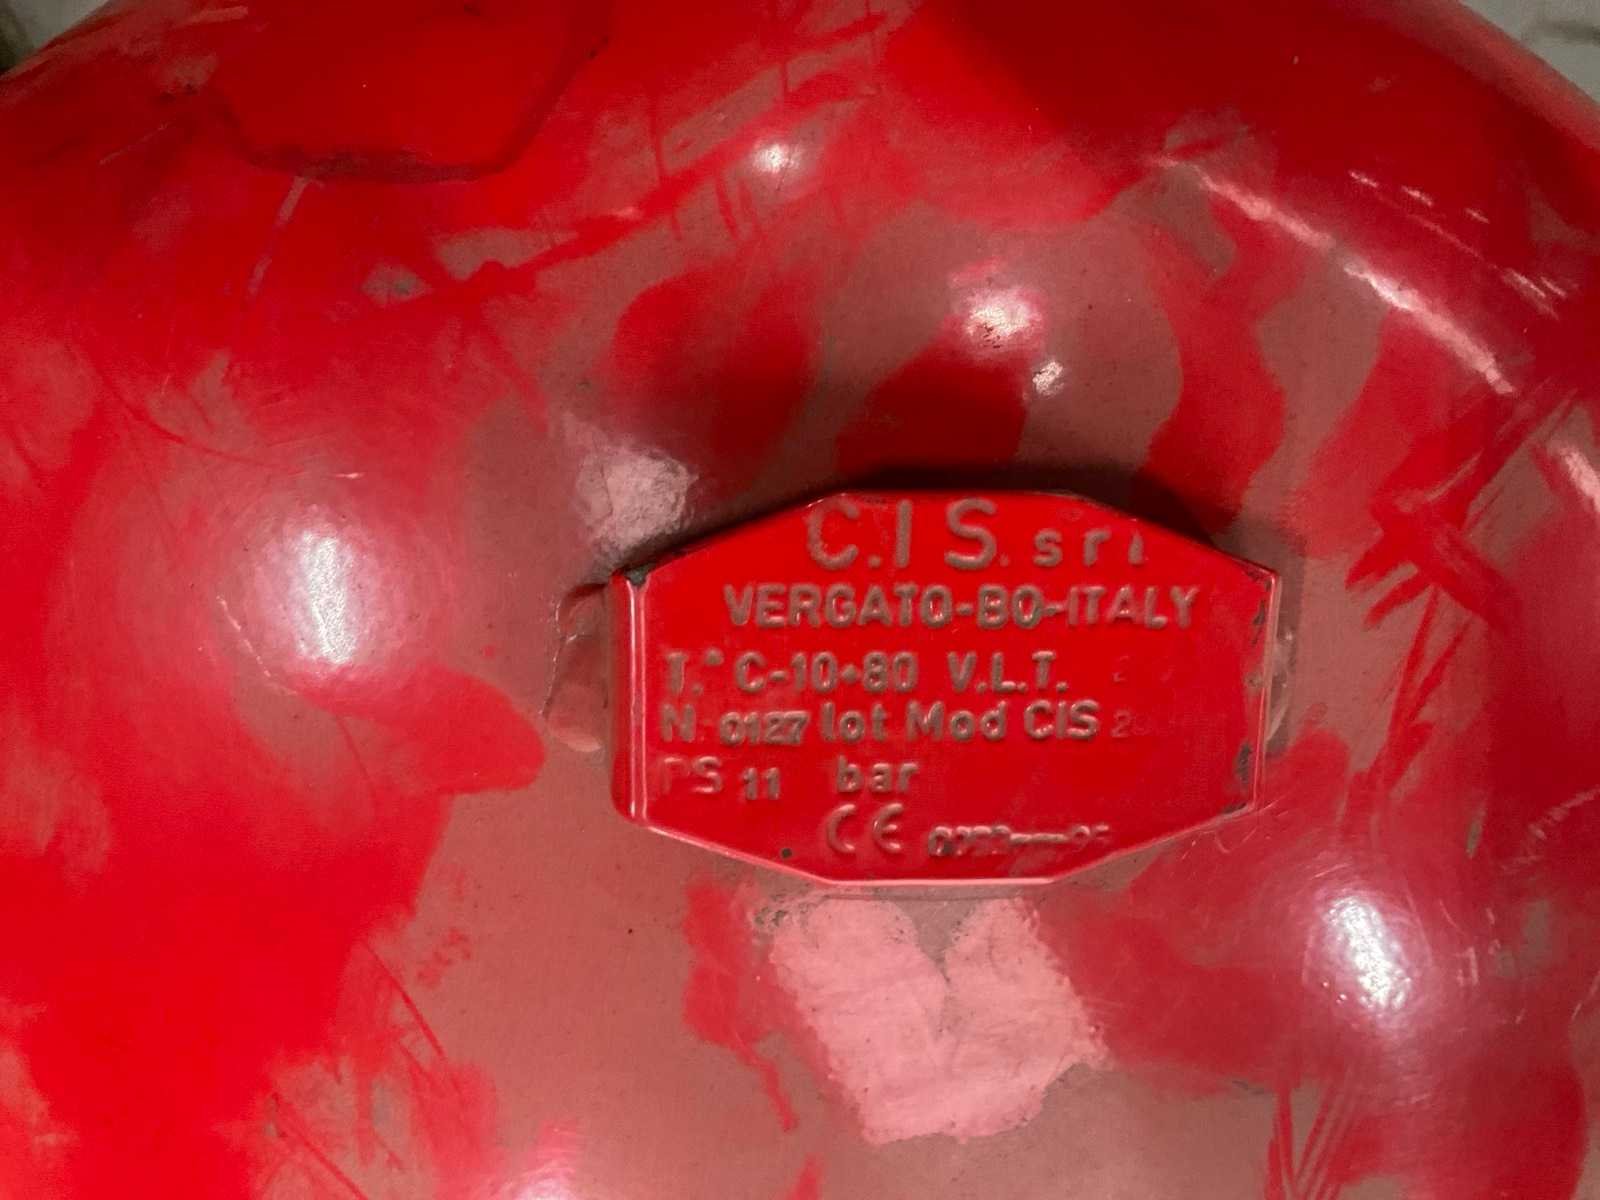 C.I.S. srl
VERGATO-BO-ITALY
T.° C-10+80 V.L.T.
N. 0127 lot Mod CIS
PS 11 bar
CE